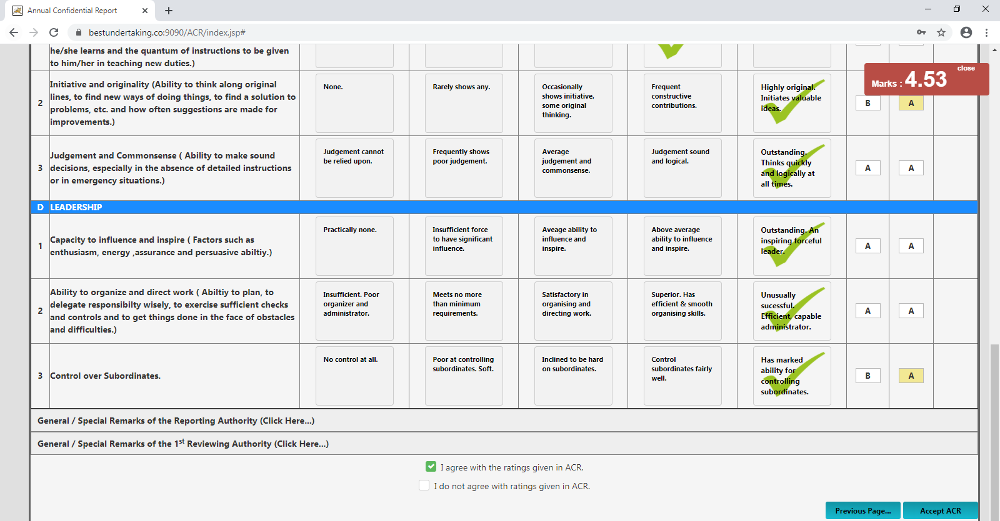 Annual Confidential Report
bestundertaking.co:9090/ACR/index.jsp#
close
Marks : 4.53
he/she learns and the quantum of instructions to be given
to him/her in teaching new duties.)
2
Initiative and originality (Ability to think along original
lines, to find new ways of doing things, to find a solution to
problems, etc. and how often suggestions are made for
improvements.)
None.
Rarely shows any.
Occasionally
shows initiative,
some original
thinking.
Frequent
constructive
contributions.
Highly original.
Initiates valuable
ideas.
B
A
3
Judgement and Commonsense ( Ability to make sound
decisions, especially in the absence of detailed instructions
or in emergency situations.)
Judgement cannot
be relied upon.
Frequently shows
poor judgement.
Average
judgement and
commonsense.
Judgement sound
and logical.
Outstanding.
Thinks quickly
and logically at
all times.
A
A
D LEADERSHIP
1
Capacity to influence and inspire ( Factors such as
enthusiasm, energy ,assurance and persuasive abiltiy.)
Practically none.
Insufficient force
to have significant
influence.
Aveage ability to
influence and
inspire.
Above average
ability to influence
and inspire.
Outstanding. An
inspiring forceful
leader.
A
A
2
Ability to organize and direct work ( Abiltiy to plan, to
delegate responsibilty wisely, to exercise sufficient checks
and controls and to get things done in the face of obstacles
and difficulties.)
Insufficient. Poor
organizer and
administrator.
Meets no more
than minimum
requirements.
Satisfactory in
organising and
directing work.
Superior. Has
efficient & smooth
organising skills.
Unusually
sucessful.
Efficient, capable
administrator.
A
A
3
Control over Subordinates.
No control at all.
Poor at controlling
subordinates. Soft.
Inclined to be hard
on subordinates.
Control
subordinates fairly
well.
Has marked
ability for
controlling
subordinates.
B
A
General / Special Remarks of the Reporting Authority (Click Here...)
General / Special Remarks of the 1st Reviewing Authority (Click Here...)
I agree with the ratings given in ACR.
I do not agree with ratings given in ACR.
Previous Page...
Accept ACR